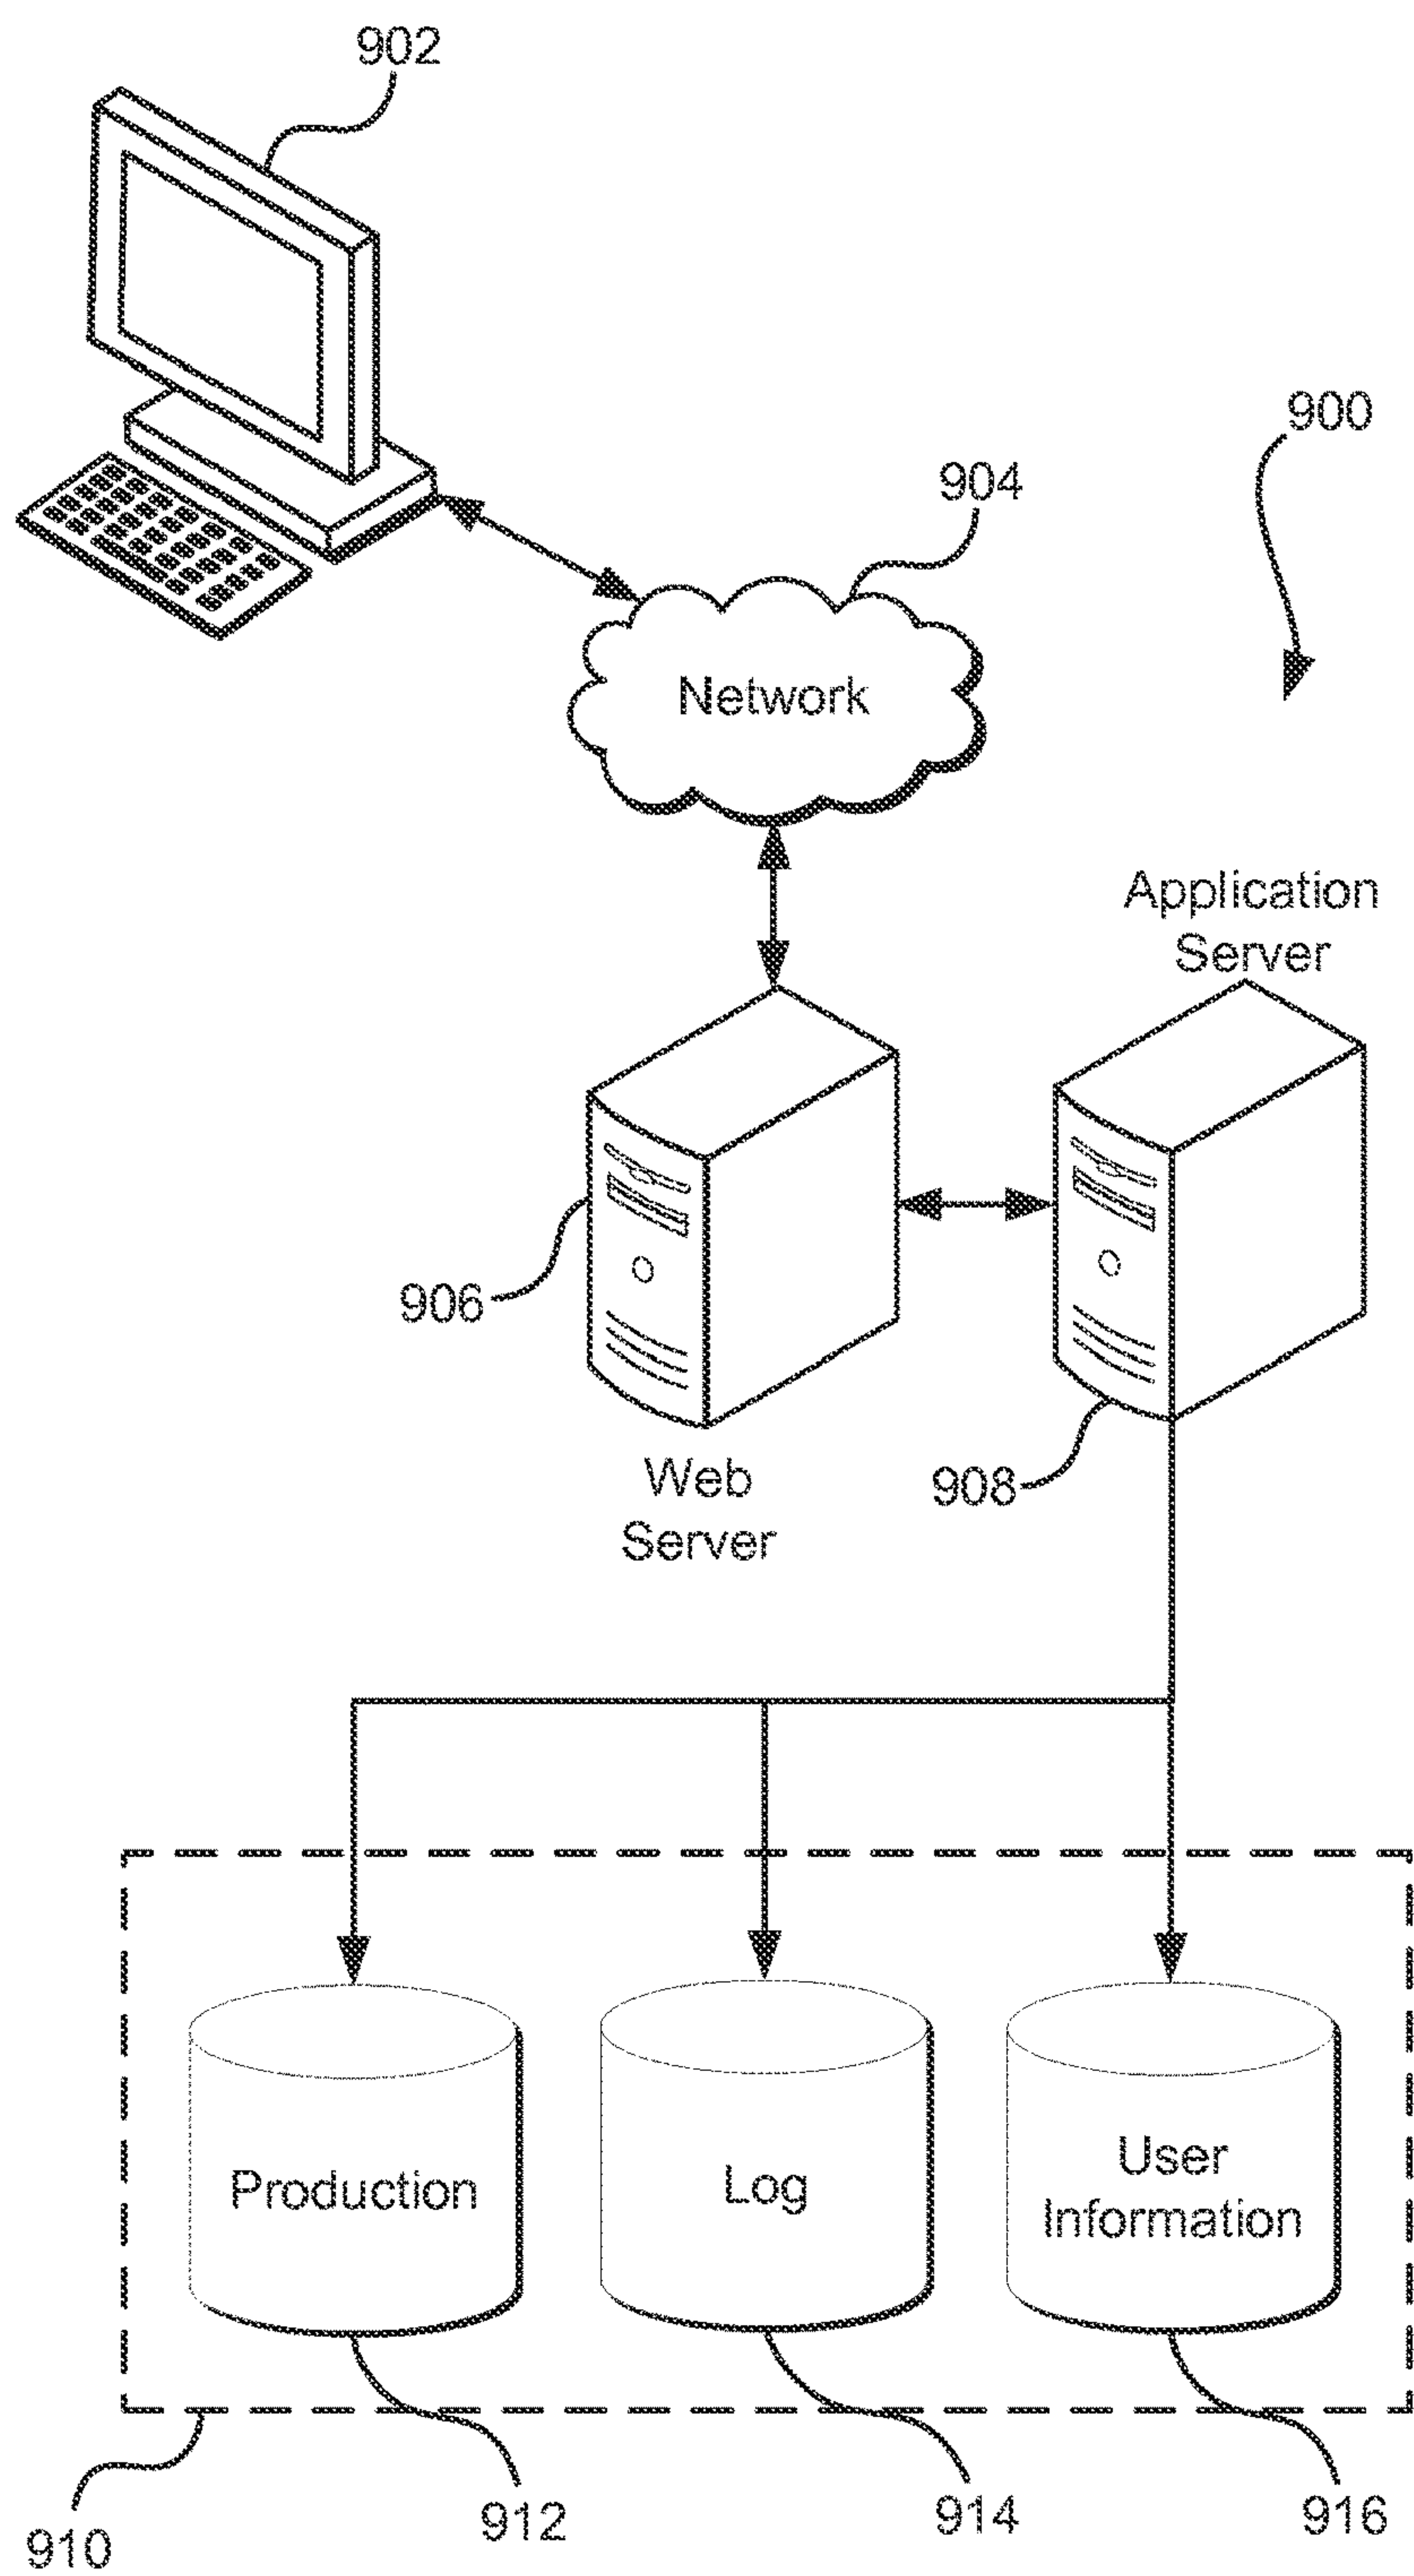 902
900
904
Network
Application
Server
906
Web
Server
908
Production
Log
User
Information
910
912
914
916